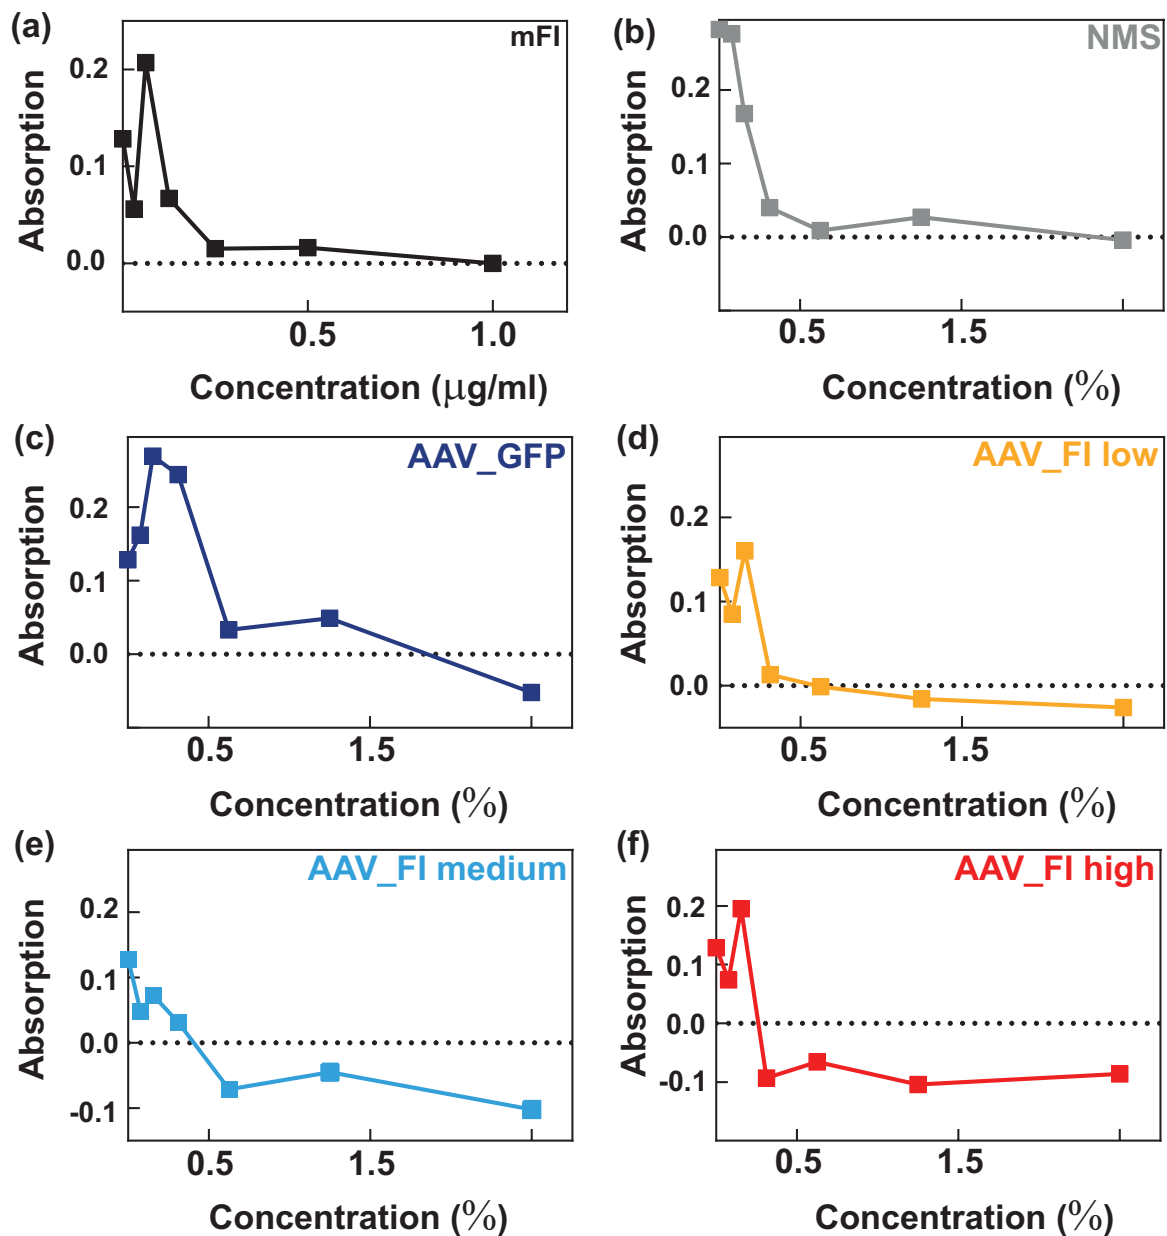 (a)
mFI
0.2
0.1
0.0
Absorption
0.5
1.0
Concentration (μg/ml)
(b)
NMS
0.2
0.1
0.0
Absorption
0.5
1.5
Concentration (%)
(c)
AAV_GFP
0.2
0.1
0.0
Absorption
0.5
1.5
Concentration (%)
(d)
AAV_FI low
0.2
0.1
0.0
Absorption
0.5
1.5
Concentration (%)
(e)
AAV_FI medium
0.2
0.1
0.0
-0.1
Absorption
0.5
1.5
Concentration (%)
(f)
AAV_FI high
0.2
0.1
0.0
-0.1
Absorption
0.5
1.5
Concentration (%)